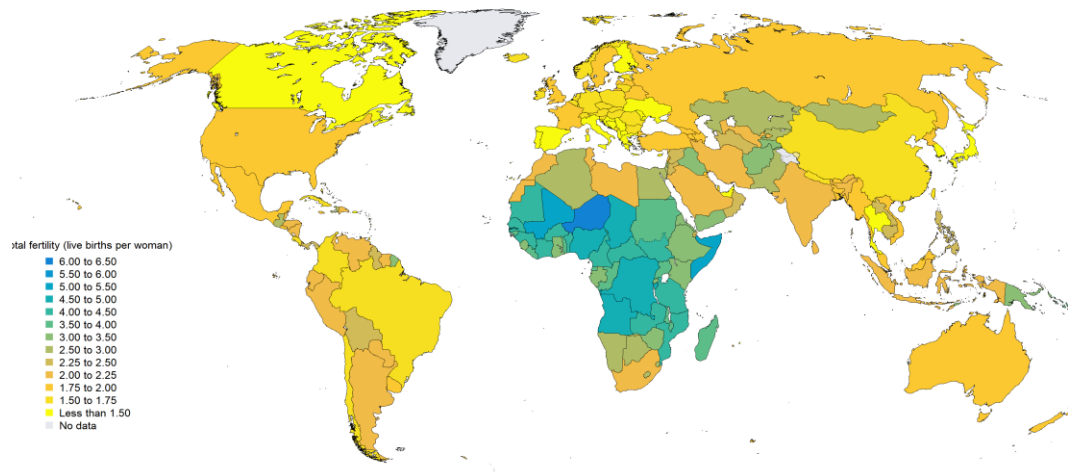 tal fertility (live births per woman)
6.00 to 6.50
5.50 to 6.00
5.00 to 5.50
4.50 to 5.00
4.00 to 4.50
3.50 to 4.00
3.00 to 3.50
2.50 to 3.00
2.25 to 2.50
2.00 to 2.25
1.75 to 2.00
1.50 to 1.75
Less than 1.50
No data